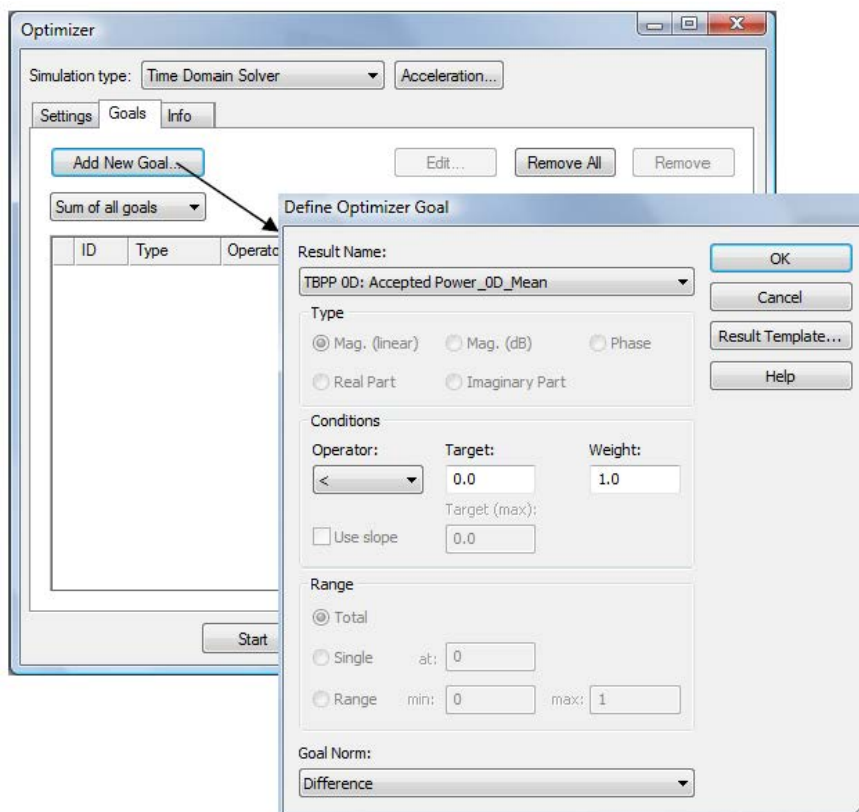 Optimizer
Simulation type: Time Domain Solver Acceleration...
Settings Goals Info
Add New Goal... Edit... Remove All Remove
Sum of all goals
ID Type Operato
Start
Define Optimizer Goal
Result Name:
TBPP 0D: Accepted Power_0D_Mean
OK
Cancel
Result Template...
Help
Type
Mag. (linear) Mag. (dB) Phase
Real Part Imaginary Part
Conditions
Operator: Target: Weight:
< 0.0 1.0
Target (max):
Use slope 0.0
Range
Total
Single at: 0
Range min: 0 max: 1
Goal Norm:
Difference